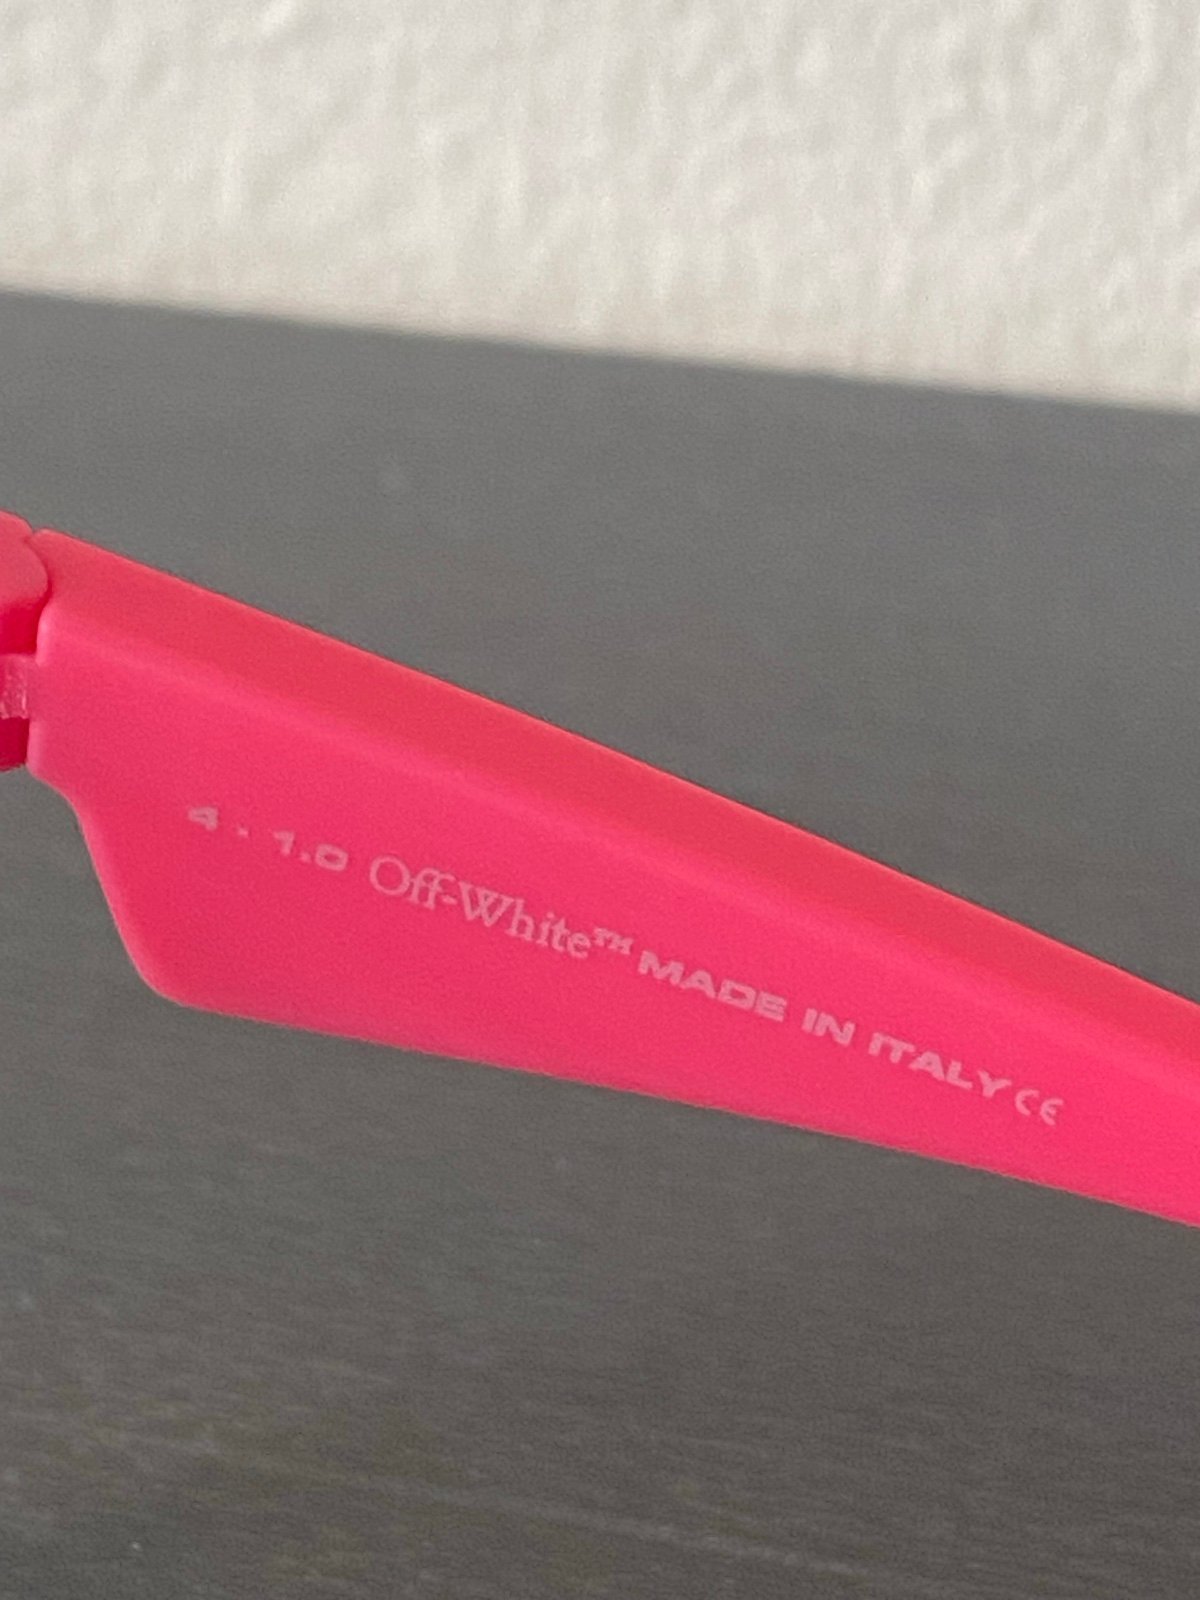 4 - 1.0 Off-White™ MADE IN ITALY CE